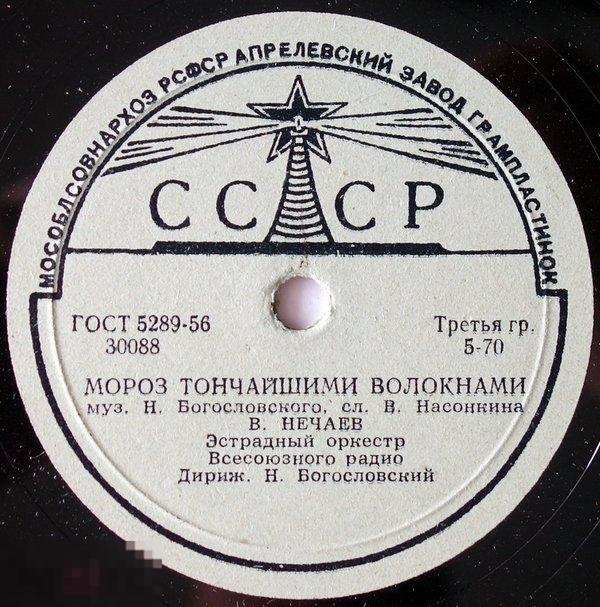 МОСОБЛСОВНАРХОЗ РСФСР АПРЕЛЕВСКИЙ ЗАВОД ГРАМПЛАСТИНОК
СССР
ГОСТ 5289-56
30088
Третья гр.
5-70
МОРОЗ ТОНЧАЙШИМИ ВОЛОКНАМИ
муз. Н. Богословского, сл. В. Насонкина
В. НЕЧАЕВ
Эстрадный оркестр
Всесоюзного радио
Дириж. Н. Богословский